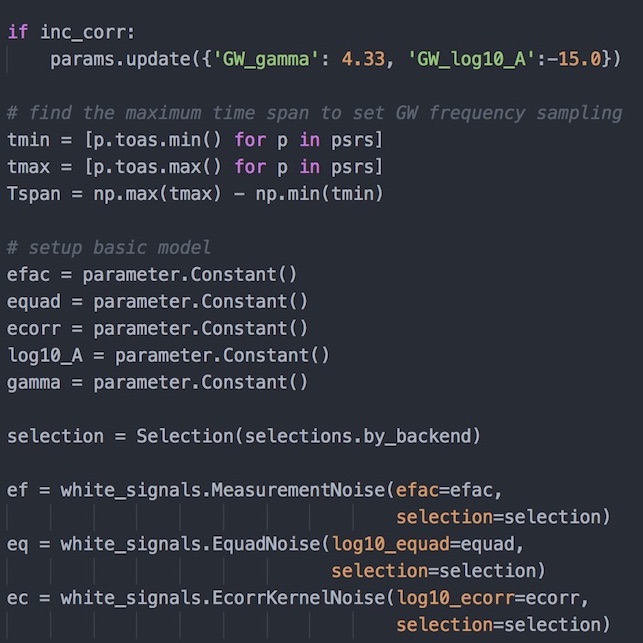 if inc_corr:
    params.update({'GW_gamma': 4.33, 'GW_log10_A':-15.0})

# find the maximum time span to set GW frequency sampling
tmin = [p.toas.min() for p in psrs]
tmax = [p.toas.max() for p in psrs]
Tspan = np.max(tmax) - np.min(tmin)

# setup basic model
efac = parameter.Constant()
equad = parameter.Constant()
ecorr = parameter.Constant()
log10_A = parameter.Constant()
gamma = parameter.Constant()

selection = Selection(selections.by_backend)

ef = white_signals.MeasurementNoise(efac=efac,
                                    selection=selection)
eq = white_signals.EquadNoise(log10_equad=equad,
                              selection=selection)
ec = white_signals.EcorrKernelNoise(log10_ecorr=ecorr,
                                    selection=selection)